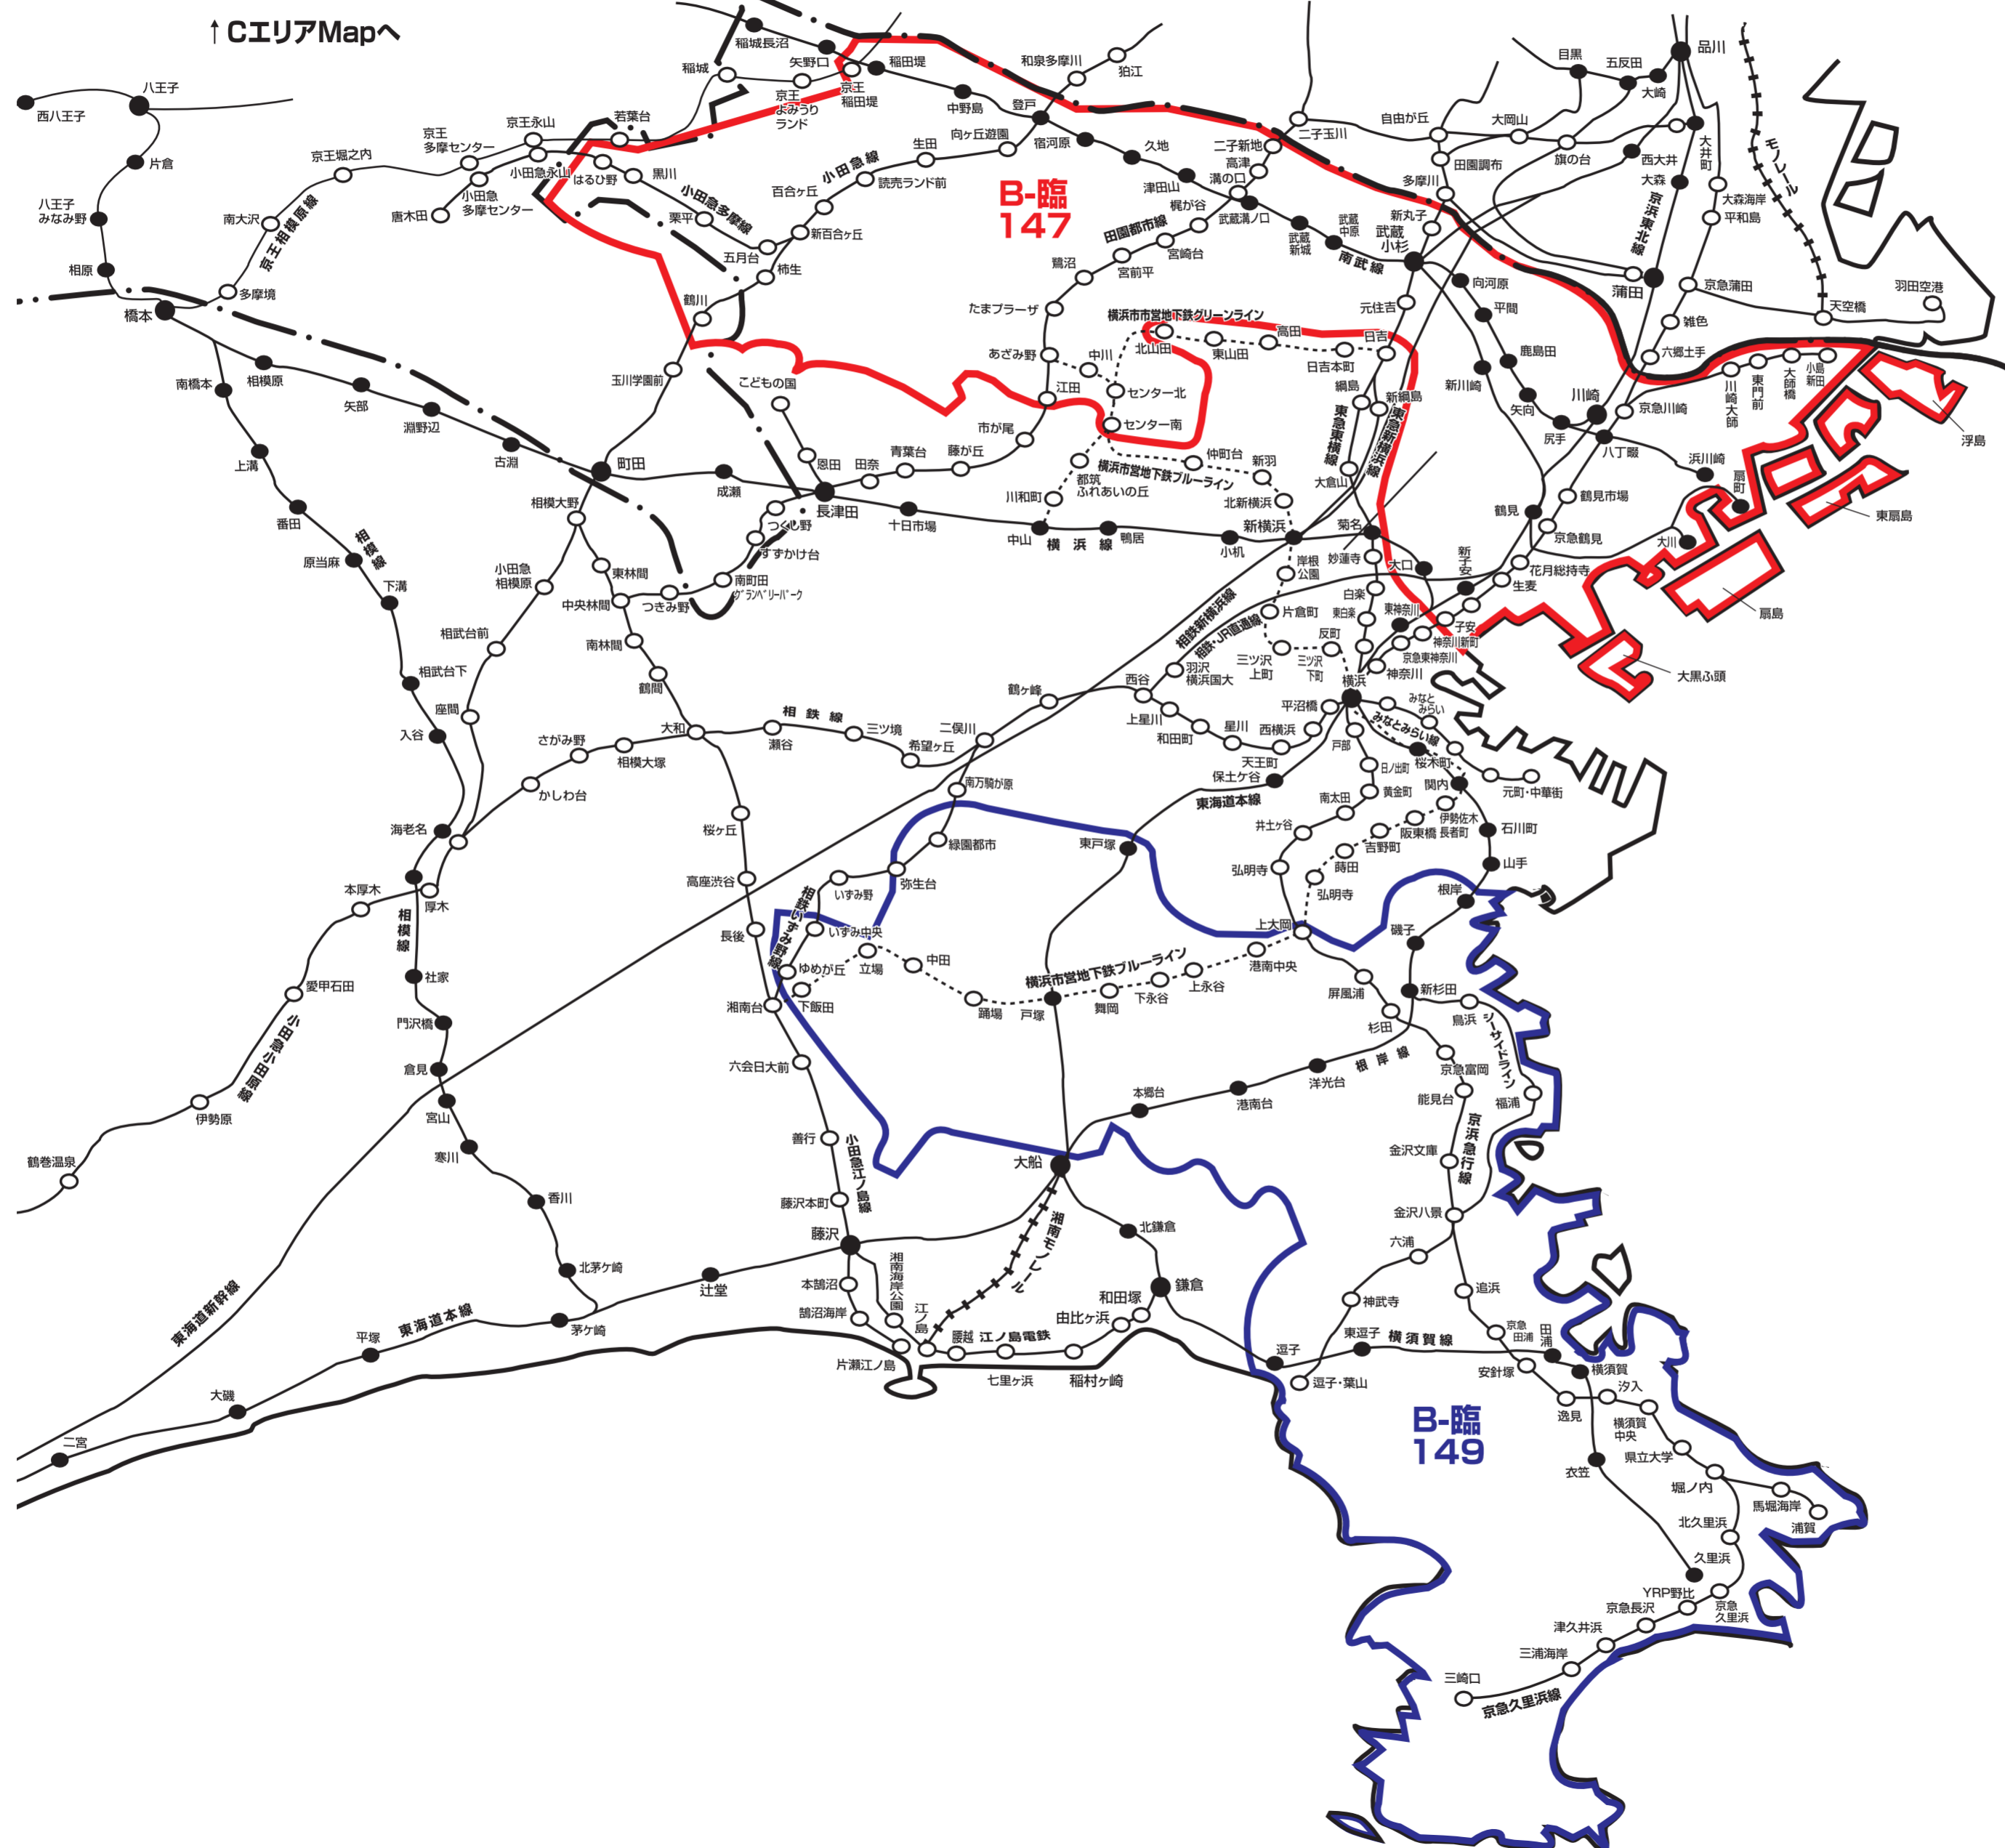 ↑CエリアMapへ
八王子
西八王子
片倉
八王子
みなみ野
相原
橋本
多摩境
南大沢
京王相模原線
京王堀之内
京王
多摩センター
京王永山
若葉台
稲城
稲城長沼
矢野口
京王
よみうり
ランド
京王
稲田堤
稲田堤
中野島
登戸
和泉多摩川
狛江
小田急永山
小田急
多摩センター
唐木田
はるひ野
黒川
小田急多摩線
栗平
五月台
新百合ヶ丘
百合ヶ丘
小田急線
読売ランド前
生田
向ヶ丘遊園
宿河原
久地
津田山
B-臨
147
柿生
鶴川
玉川学園前
町田
二子玉川
二子新地
高津
溝の口
武蔵溝ノ口
梶が谷
田園都市線
宮崎台
宮前平
鷺沼
たまプラーザ
あざみ野
江田
市が尾
藤が丘
青葉台
田奈
恩田
こどもの国
長津田
武蔵
新城
武蔵
中原
南武線
武蔵
小杉
新丸子
多摩川
田園調布
自由が丘
大岡山
旗の台
目黒
五反田
大崎
品川
西大井
大井町
大森
京浜東北線
大森海岸
平和島
モノレール
蒲田
京急蒲田
天空橋
羽田空港
雑色
六郷土手
向河原
平間
鹿島田
矢向
新川崎
尻手
川崎
京急川崎
川崎大師
東門前
大師橋
小島
新田
八丁畷
浜川崎
扇町
浮島
東扇島
扇島
大黒ふ頭
大川
鶴見市場
鶴見
京急鶴見
花月総持寺
生麦
新子安
子安
神奈川新町
京急東神奈川
神奈川
東神奈川
大口
元住吉
日吉
横浜市市営地下鉄グリーンライン
北山田
東山田
高田
日吉本町
中川
センター北
センター南
横浜市営地下鉄ブルーライン
仲町台
新羽
北新横浜
都筑
ふれあいの丘
川和町
中山
横浜線
鴨居
小机
新横浜
綱島
新綱島
東急東横線
東急新横浜線
大倉山
菊名
妙蓮寺
白楽
東白楽
反町
岸根
公園
片倉町
三ツ沢
上町
三ツ沢
下町
横浜
相鉄新横浜線
相鉄・JR直通線
羽沢
横浜国大
南橋本
相模原
矢部
淵野辺
古淵
上溝
番田
相模線
原当麻
下溝
相武台下
入谷
海老名
相模大野
小田急
相模原
相武台前
座間
東林間
中央林間
南林間
鶴間
つきみ野
南町田
グランベリーパーク
すずかけ台
つくし野
成瀬
十日市場
大和
相模大塚
さがみ野
かしわ台
相鉄線
瀬谷
三ツ境
希望ヶ丘
二俣川
鶴ヶ峰
西谷
上星川
和田町
星川
天王町
西横浜
平沼橋
保土ケ谷
東海道本線
戸部
日ノ出町
黄金町
南太田
井土ヶ谷
弘明寺
みなと
みらい
みなとみらい線
桜木町
関内
元町・中華街
伊勢佐木
長者町
阪東橋
吉野町
蒔田
弘明寺
石川町
山手
根岸
磯子
上大岡
港南中央
上永谷
下永谷
舞岡
戸塚
踊場
中田
立場
横浜市営地下鉄ブルーライン
下飯田
湘南台
ゆめが丘
いずみ中央
いずみ野
相鉄いずみ野線
弥生台
緑園都市
南万騎が原
東戸塚
桜ヶ丘
高座渋谷
長後
六会日大前
善行
小田急江ノ島線
藤沢本町
藤沢
本厚木
厚木
相模線
社家
門沢橋
倉見
宮山
寒川
香川
北茅ケ崎
茅ケ崎
愛甲石田
小田急小田原線
伊勢原
鶴巻温泉
東海道新幹線
東海道本線
平塚
大磯
二宮
辻堂
本鵠沼
鵠沼海岸
片瀬江ノ島
湘南海岸公園
江ノ島
腰越
江ノ島電鉄
七里ヶ浜
稲村ヶ崎
由比ヶ浜
和田塚
鎌倉
北鎌倉
大船
湘南モノレール
本郷台
港南台
洋光台
根岸線
新杉田
屏風浦
杉田
鳥浜
シーサイドライン
京急富岡
能見台
福浦
金沢文庫
京浜急行線
金沢八景
六浦
神武寺
追浜
京急
田浦
田浦
東逗子
横須賀線
逗子
逗子・葉山
安針塚
横須賀
逸見
汐入
横須賀
中央
県立大学
堀ノ内
衣笠
馬堀海岸
浦賀
北久里浜
久里浜
京急
久里浜
YRP野比
京急長沢
津久井浜
三浦海岸
三崎口
京急久里浜線
B-臨
149